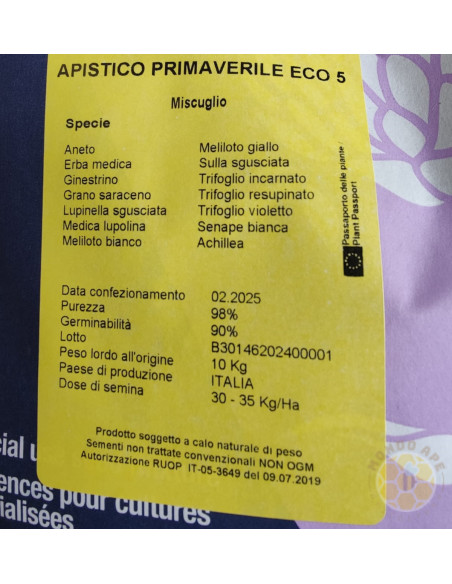 APISTICO PRIMAVERILE ECO 5
Miscuglio
Specie
Aneto Meliloto giallo
Erba medica Sulla sgusciata
Ginestrino Trifoglio incarnato
Grano saraceno Trifoglio resupinato
Lupinella sgusciata Trifoglio violetto
Medica lupolina Senape bianca
Meliloto bianco Achillea
Passaporto delle piante /
Plant Passport
Data confezionamento 02.2025
Purezza 98%
Germinabilità 90%
Lotto B30146202400001
Peso lordo all'origine 10 Kg
Paese di produzione ITALIA
Dose di semina 30 - 35 Kg/Ha
Prodotto soggetto a calo naturale di peso
Sementi non trattate convenzionali NON OGM
Autorizzazione RUOP IT-05-3649 del 09.07.2019
cial u
ences pour cultures
ialisées
MONDO APE